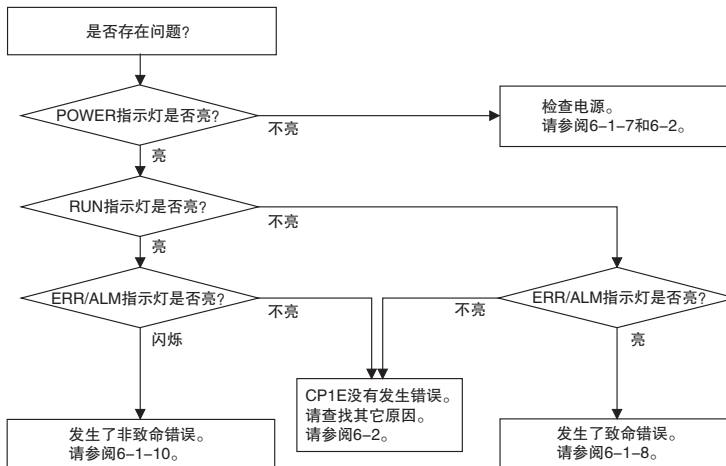 是否存在问题?
POWER指示灯是否亮?
不亮
检查电源。
请参阅6-1-7和6-2。
亮
RUN指示灯是否亮?
不亮
亮
ERR/ALM指示灯是否亮?
不亮
不亮
ERR/ALM指示灯是否亮?
闪烁
亮
CP1E没有发生错误。
请查找其它原因。
请参阅6-2。
发生了非致命错误。
请参阅6-1-10。
发生了致命错误。
请参阅6-1-8。